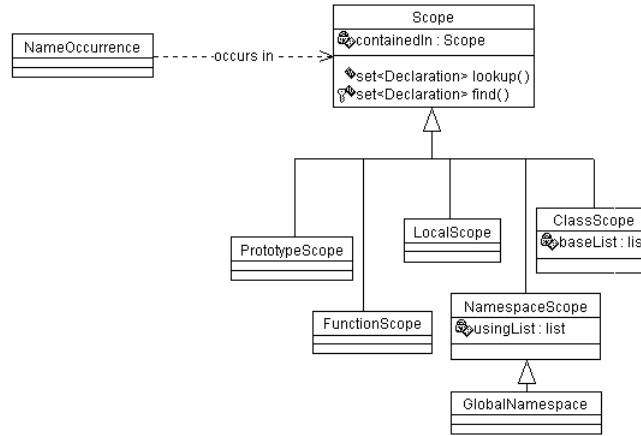 Scope
containedIn : Scope
set<Declaration> lookup()
set<Declaration> find()
NameOccurrence
occurs in
PrototypeScope
FunctionScope
LocalScope
NamespaceScope
usingList : list
ClassScope
baseList : lis
GlobalNamespace